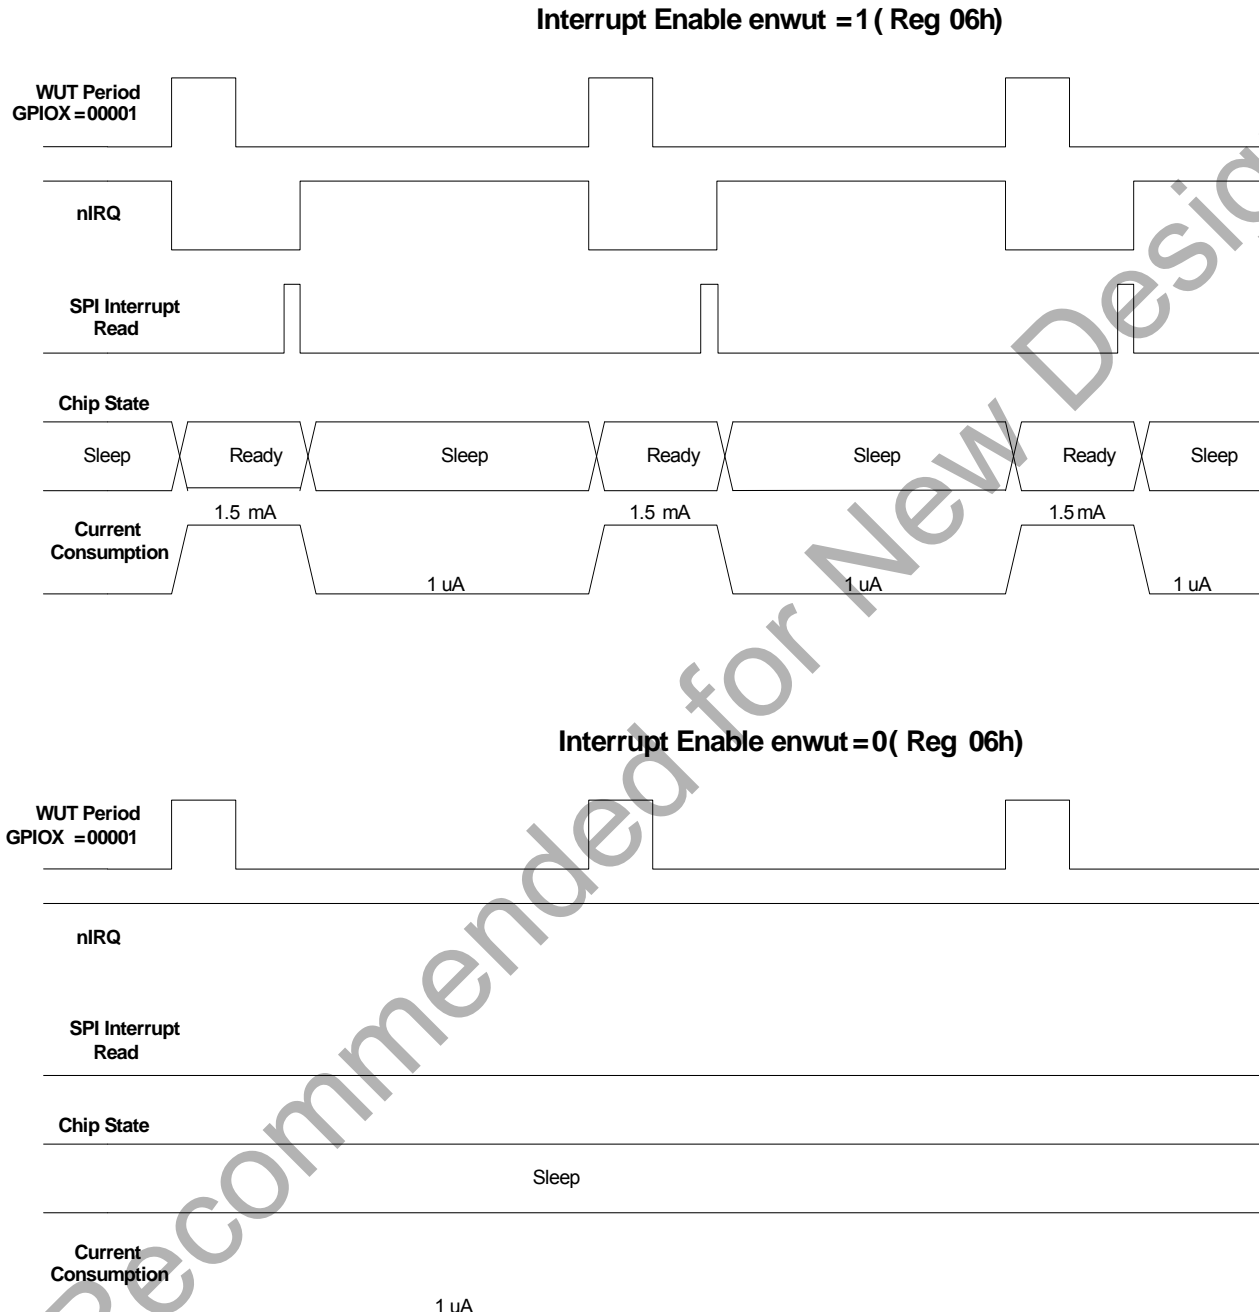 Interrupt Enable enwut =1 ( Reg 06h)
WUT Period
GPIOX =00001
nIRQ
SPI Interrupt
Read
Chip State
Sleep Ready Sleep Ready Sleep Ready Sleep
1.5 mA 1.5 mA 1.5 mA
Current
Consumption
1 uA 1 uA 1 uA
Interrupt Enable enwut =0( Reg 06h)
WUT Period
GPIOX =00001
nIRQ
SPI Interrupt
Read
Chip State
Sleep
Current
Consumption
1 uA
Recommended for New Desig